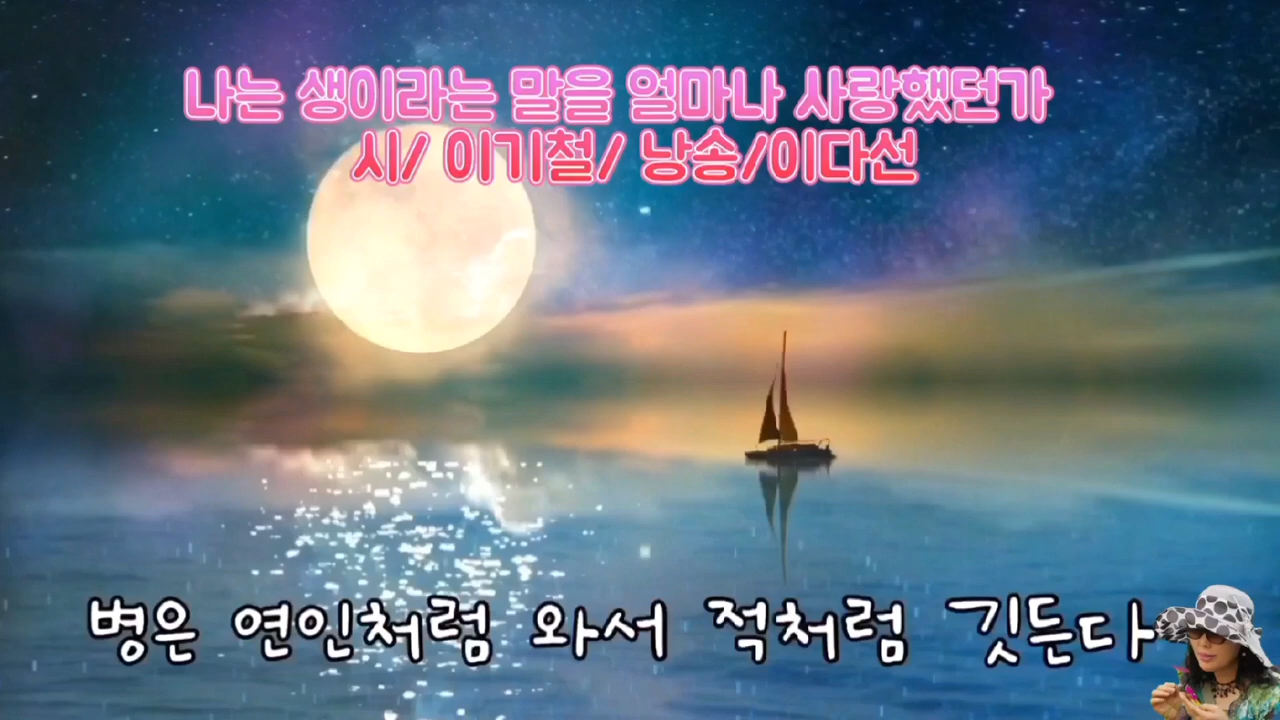 나는 생이라는 말을 얼마나 사랑했던가
시/ 이기철/ 낭송/이다선
병은 연인처럼 와서 적처럼 깃든다